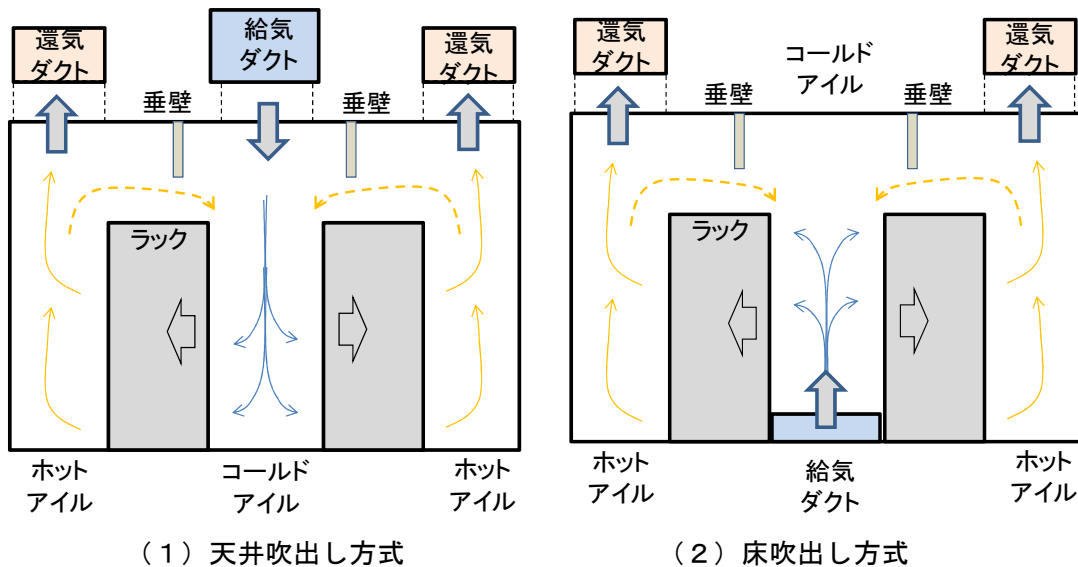 還気
ダクト
給気
ダクト
還気
ダクト
垂壁
垂壁
ラック
ホット
アイル
コールド
アイル
ホット
アイル
（１）天井吹出し方式
還気
ダクト
コールド
アイル
還気
ダクト
垂壁
垂壁
ラック
ホット
アイル
給気
ダクト
ホット
アイル
（２）床吹出し方式